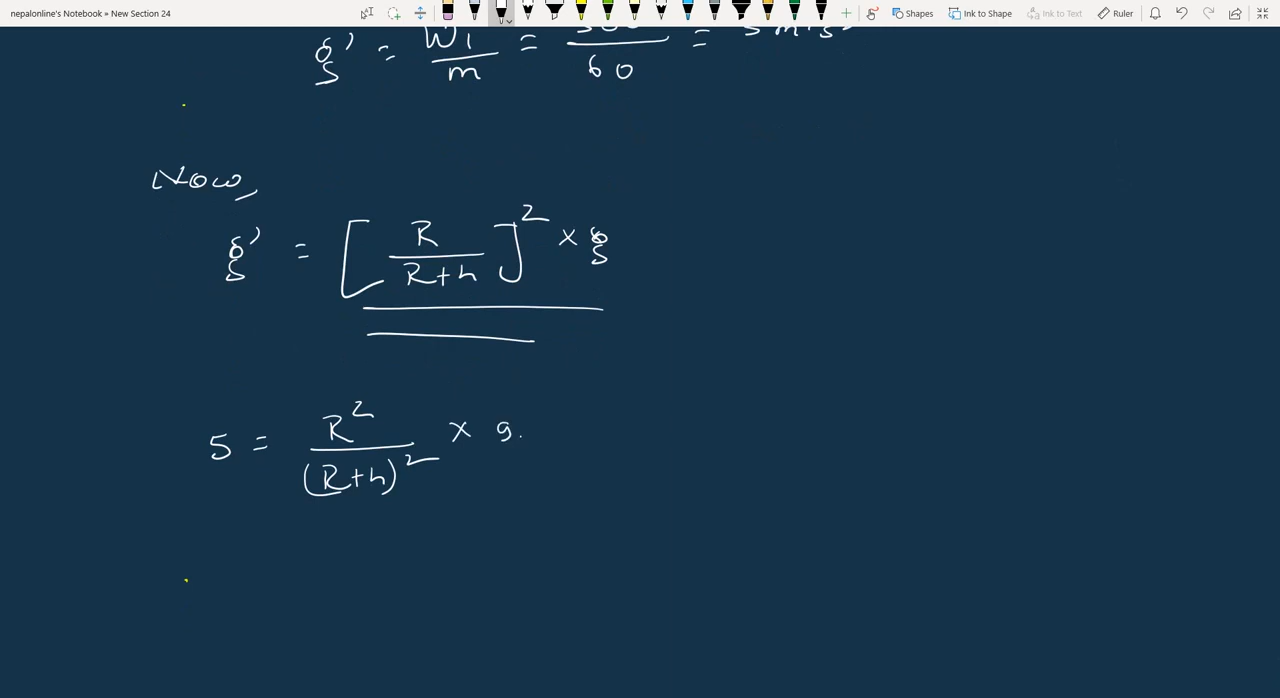 nepalonline's Notebook » New Section 24
Shapes Ink to Shape Ink to Text Ruler
g' = W1/m = /60 =
Now,
g' = [R/R+h]² × g
5 = R²/(R+h)² × 9.